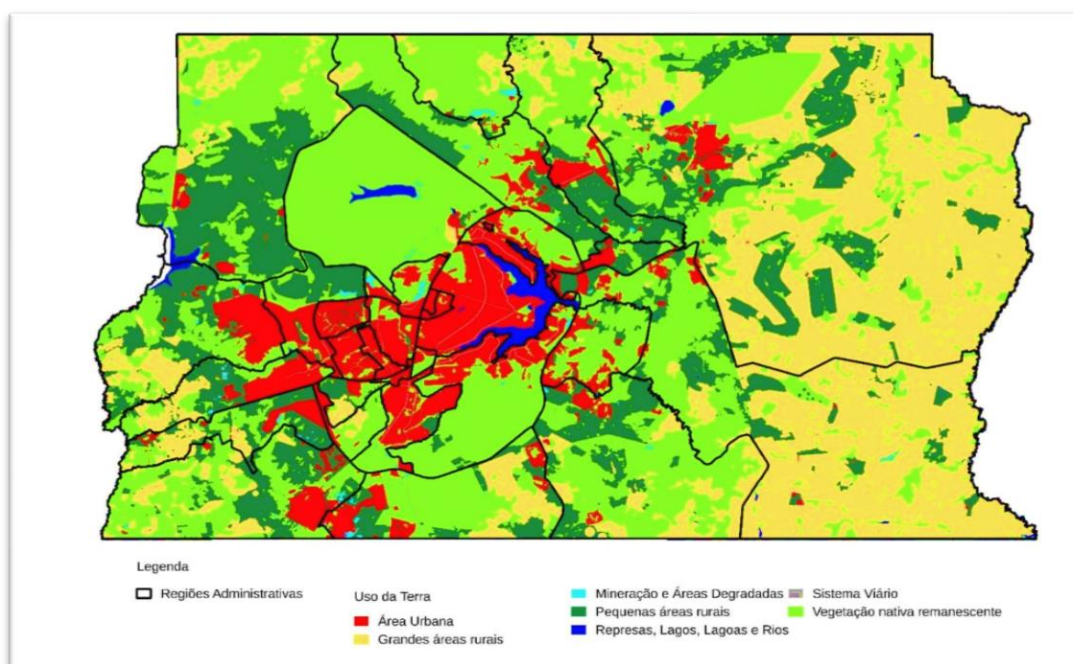 Legenda
Regiões Administrativas
Uso da Terra
Área Urbana
Grandes áreas rurais
Mineração e Áreas Degradadas
Pequenas áreas rurais
Represas, Lagos, Lagoas e Rios
Sistema Viário
Vegetação nativa remanescente